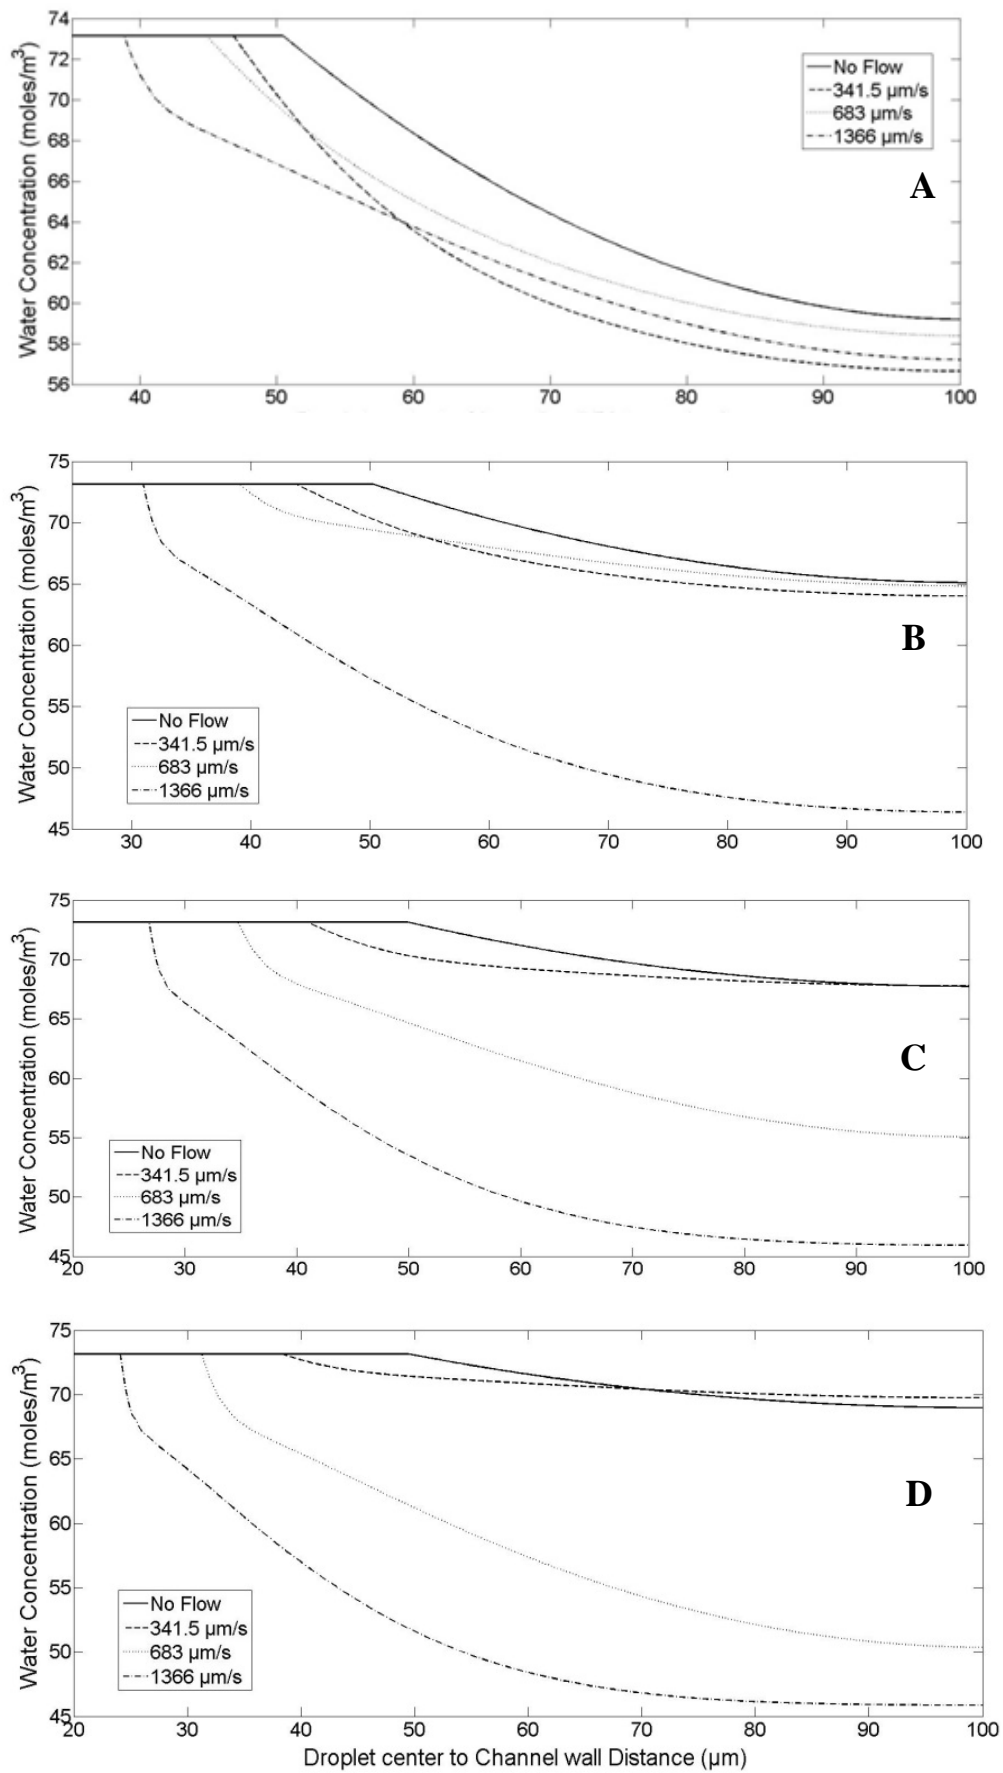 74
72
70
68
66
64
62
60
58
56
Water Concentration (moles/m3)
No Flow
341.5 µm/s
683 µm/s
1366 µm/s
A
40 50 60 70 80 90 100
75
70
65
60
55
50
45
Water Concentration (moles/m3)
B
No Flow
341.5 µm/s
683 µm/s
1366 µm/s
30 40 50 60 70 80 90 100
75
70
65
60
55
50
45
Water Concentration (moles/m3)
C
No Flow
341.5 µm/s
683 µm/s
1366 µm/s
20 30 40 50 60 70 80 90 100
75
70
65
60
55
50
45
Water Concentration (moles/m3)
D
No Flow
341.5 µm/s
683 µm/s
1366 µm/s
20 30 40 50 60 70 80 90 100
Droplet center to Channel wall Distance (µm)